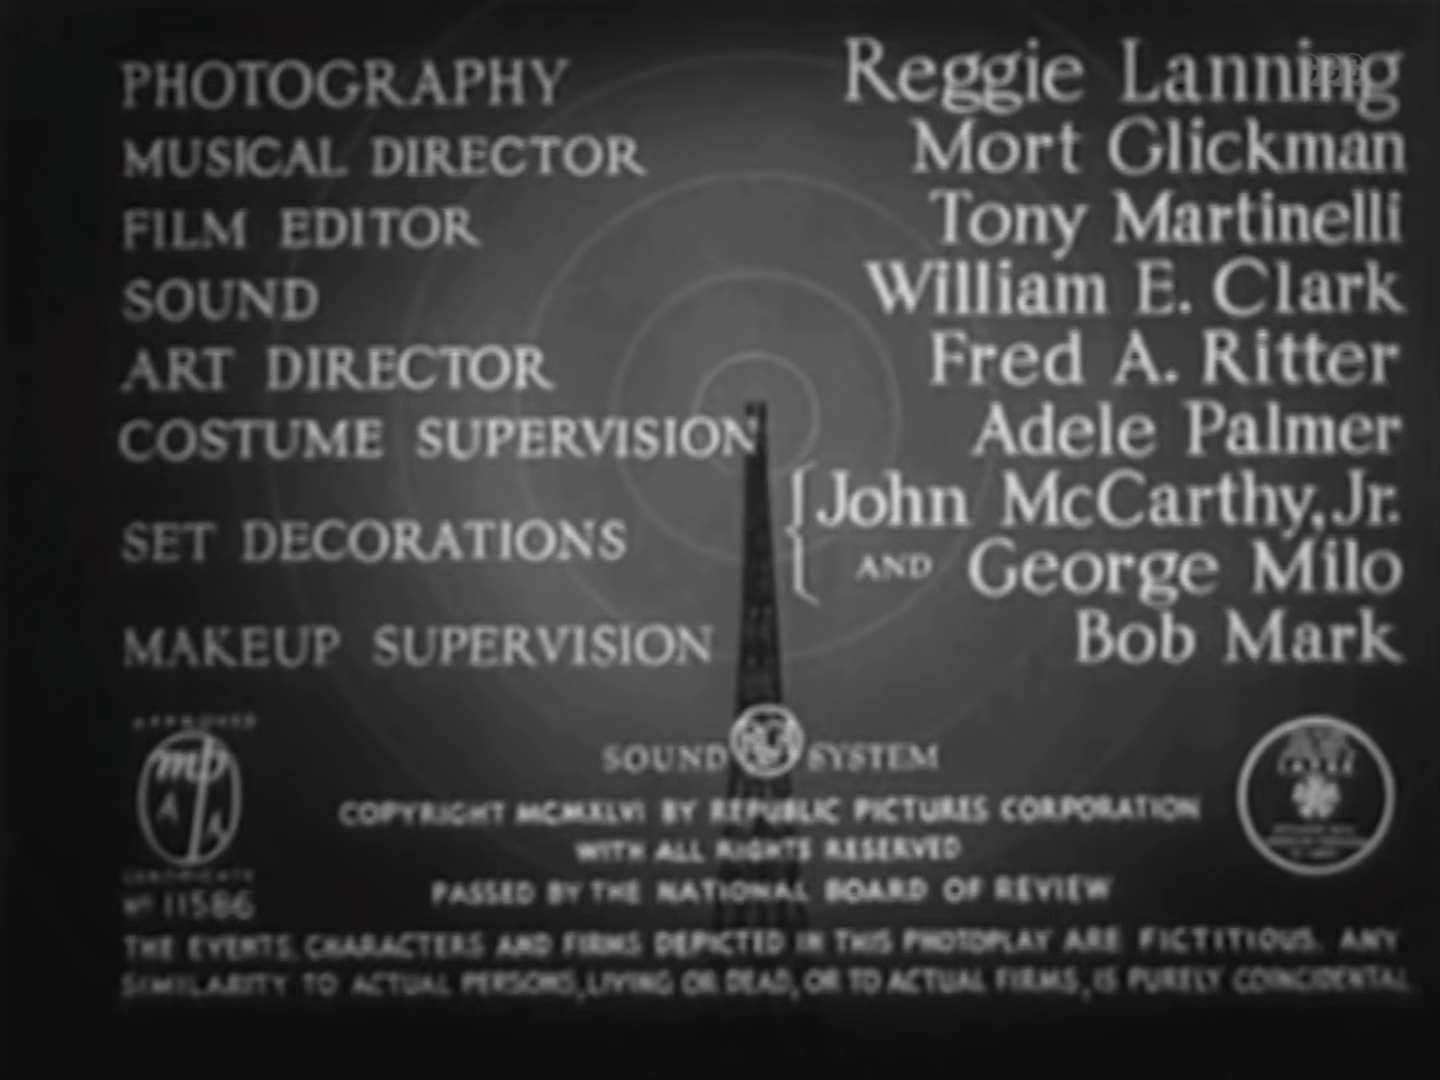 PHOTOGRAPHY Reggie Lanning
MUSICAL DIRECTOR Mort Glickman
FILM EDITOR Tony Martinelli
SOUND William E. Clark
ART DIRECTOR Fred A. Ritter
COSTUME SUPERVISION Adele Palmer
SET DECORATIONS John McCarthy, Jr.
AND George Milo
MAKEUP SUPERVISION Bob Mark
APPROVED
SOUND RCA SYSTEM
COPYRIGHT MCMXLVI BY REPUBLIC PICTURES CORPORATION
WITH ALL RIGHTS RESERVED
PASSED BY THE NATIONAL BOARD OF REVIEW
CERTIFICATE
Nº 11586
THE EVENTS, CHARACTERS AND FIRMS DEPICTED IN THIS PHOTOPLAY ARE FICTITIOUS. ANY
SIMILARITY TO ACTUAL PERSONS, LIVING OR DEAD, OR TO ACTUAL FIRMS, IS PURELY COINCIDENTAL.